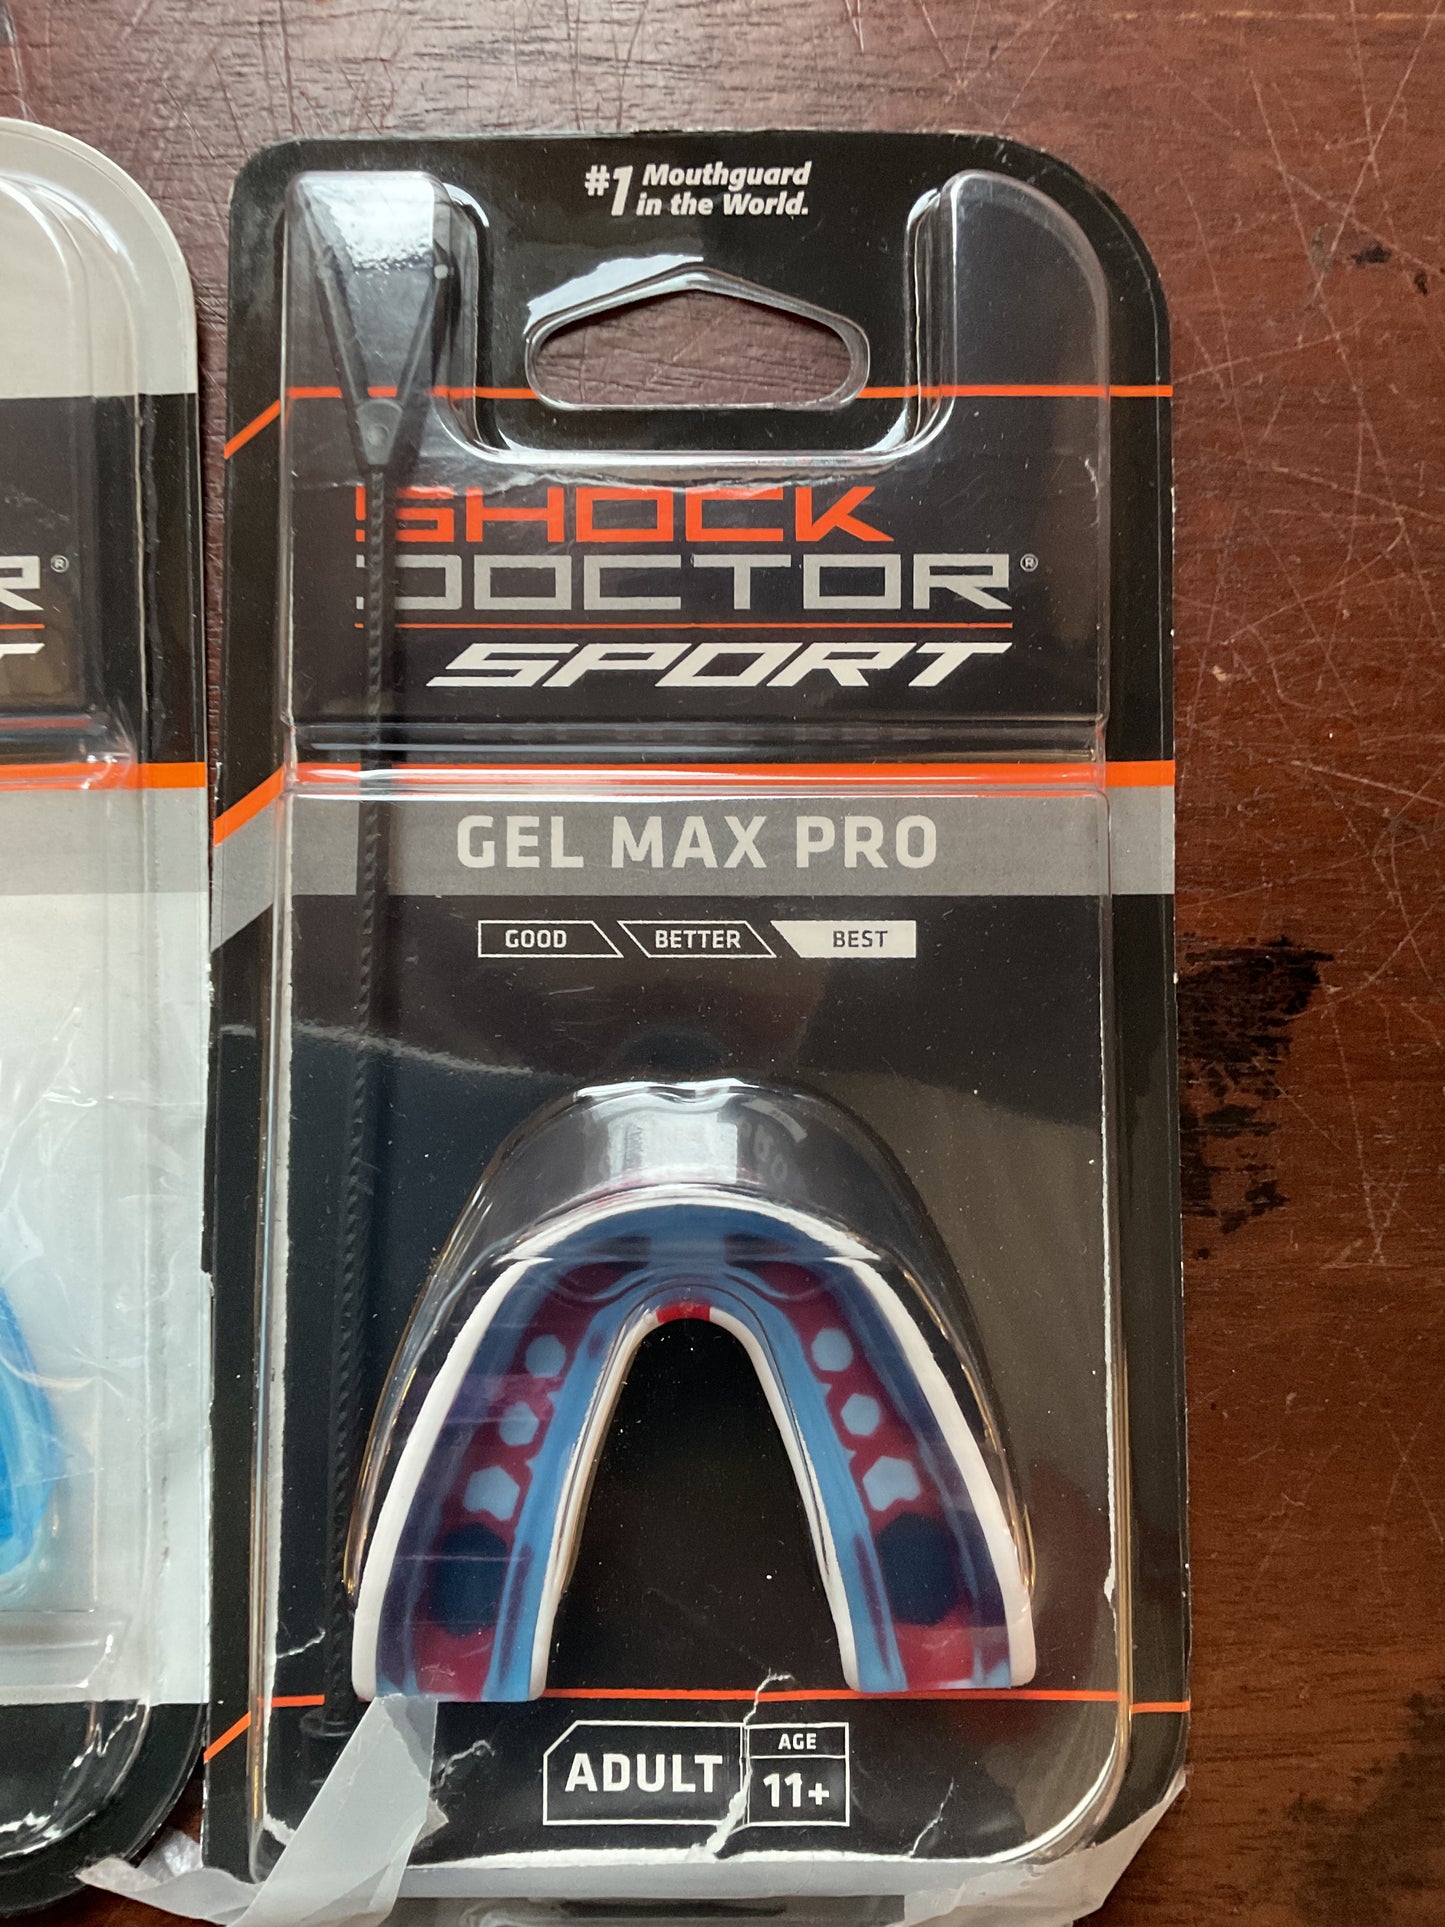 #1 Mouthguard
in the World.
SHOCK
DOCTOR®
SPORT
GEL MAX PRO
GOOD BETTER BEST
ADULT AGE
11+
R®
T